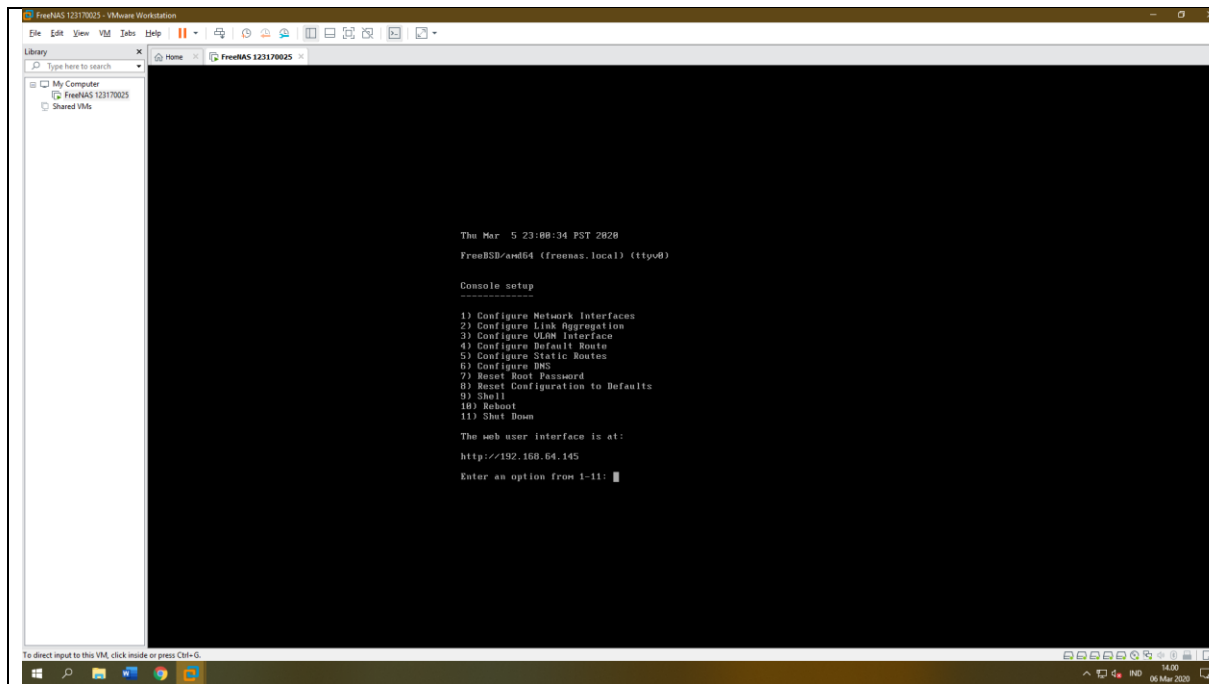 FreeNAS 123170025 - VMware Workstation
File Edit View VM Tabs Help
Library
Type here to search
My Computer
FreeNAS 123170025
Shared VMs
Home
FreeNAS 123170025
Thu Mar 5 23:00:34 PST 2020
FreeBSD/amd64 (freenas.local) (ttyv0)
Console setup
-------------
1) Configure Network Interfaces
2) Configure Link Aggregation
3) Configure VLAN Interface
4) Configure Default Route
5) Configure Static Routes
6) Configure DNS
7) Reset Root Password
8) Reset Configuration to Defaults
9) Shell
10) Reboot
11) Shut Down
The web user interface is at:
http://192.168.64.145
Enter an option from 1-11:
To direct input to this VM, click inside or press Ctrl+G.
IND
14.00
06 Mar 2020